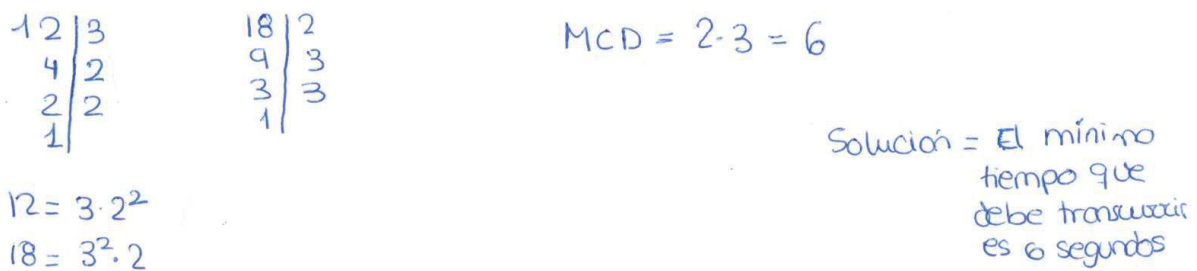 12|3
4|2
2|2
1|
18|2
9|3
3|3
1|
MCD = 2·3 = 6
12 = 3·2²
18 = 3²·2
Solución = El mínimo
tiempo que
debe transcurrir
es 6 segundos